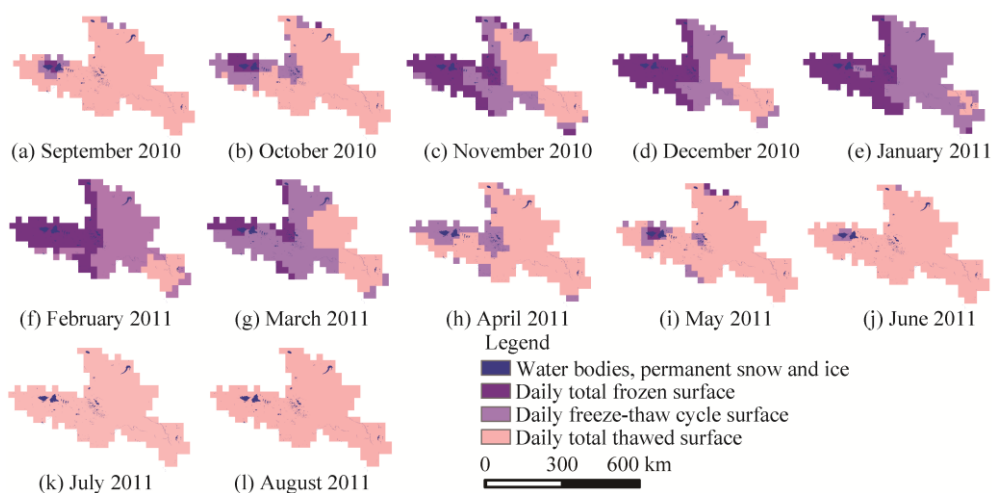 (a) September 2010
(b) October 2010
(c) November 2010
(d) December 2010
(e) January 2011
(f) February 2011
(g) March 2011
(h) April 2011
(i) May 2011
(j) June 2011
Legend
Water bodies, permanent snow and ice
Daily total frozen surface
Daily freeze-thaw cycle surface
Daily total thawed surface
(k) July 2011
(l) August 2011
0 300 600 km